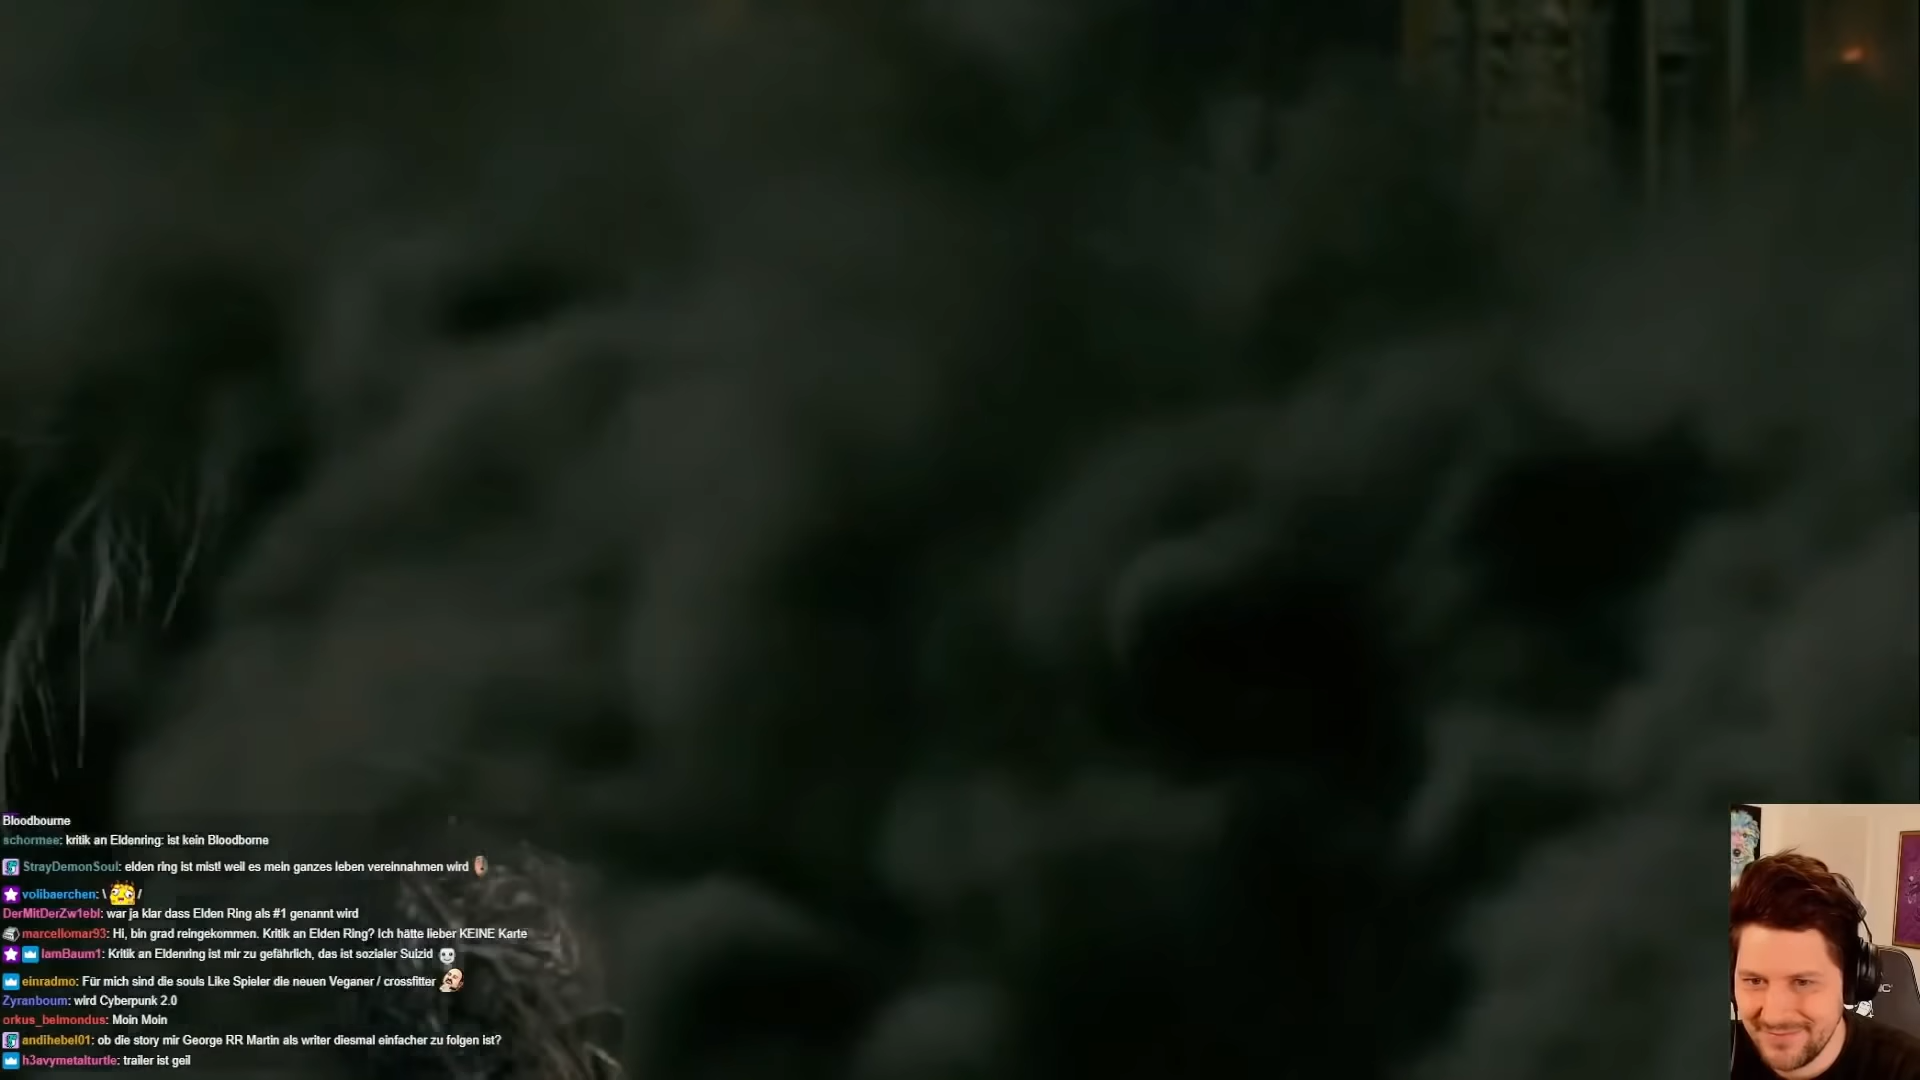 Bloodbourne
schormee: kritik an Eldenring: ist kein Bloodborne
StrayDemonSoul: elden ring ist mist! weil es mein ganzes leben vereinnahmen wird
volibaerchen: \ /
DerMitDerZw1ebl: war ja klar dass Elden Ring als #1 genannt wird
marcellomar93: Hi, bin grad reingekommen. Kritik an Elden Ring? Ich hätte lieber KEINE Karte
IamBaum1: Kritik an Eldenring ist mir zu gefährlich, das ist sozialer Suizid
einradmo: Für mich sind die souls Like Spieler die neuen Veganer / crossfitter
Zyranboum: wird Cyberpunk 2.0
orkus_belmondus: Moin Moin
andihebel01: ob die story mir George RR Martin als writer diesmal einfacher zu folgen ist?
h3avymetalturtle: trailer ist geil